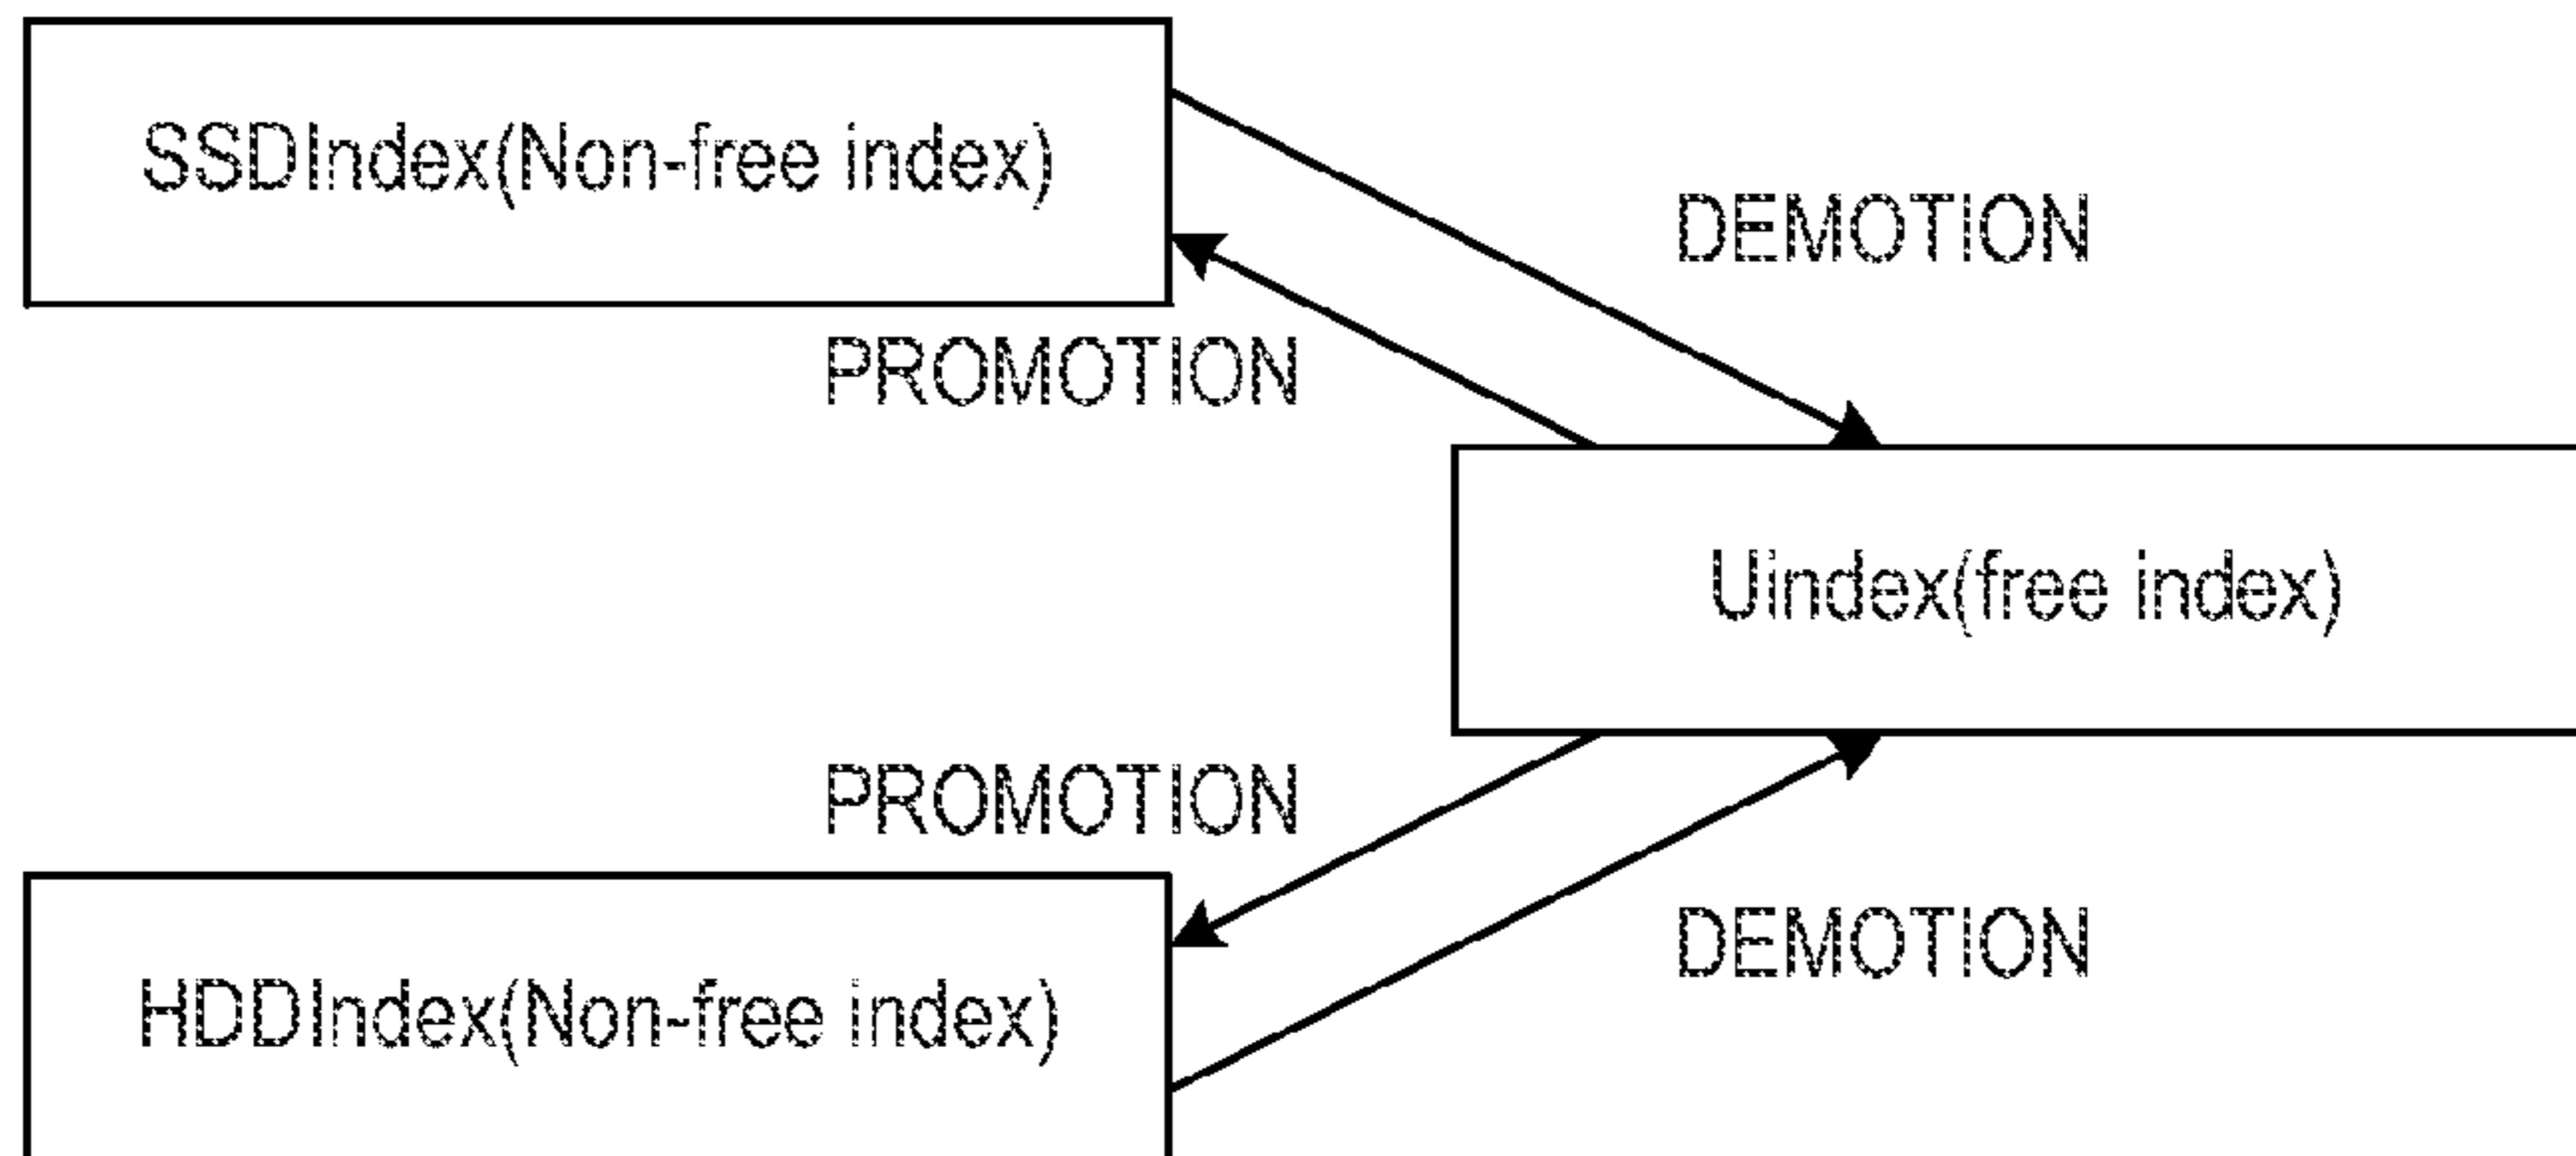 SSDIndex(Non-free index)
DEMOTION
PROMOTION
Uindex(free index)
PROMOTION
DEMOTION
HDDIndex(Non-free index)